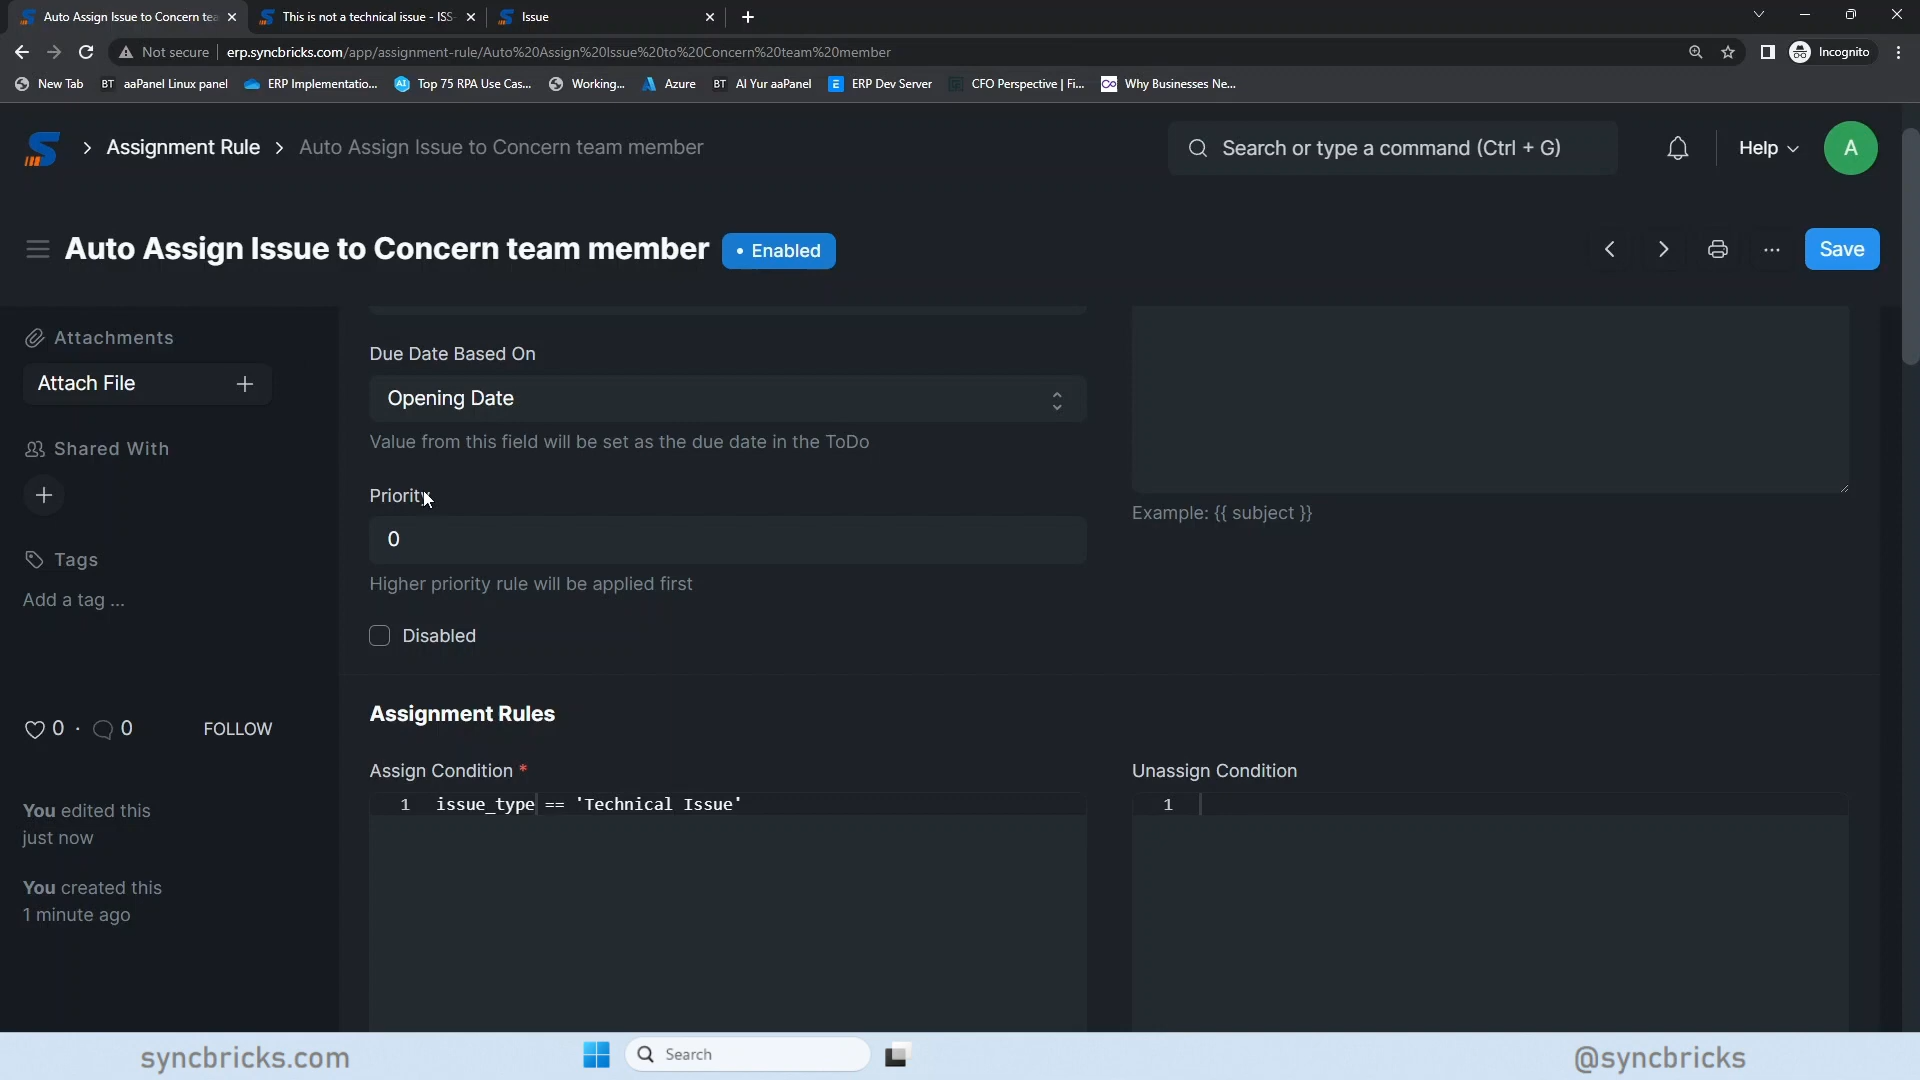 Auto Assign Issue to Concern tea
This is not a technical issue - ISS-
Issue
Not secure
erp.syncbricks.com/app/assignment-rule/Auto%20Assign%20Issue%20to%20Concern%20team%20member
Incognito
New Tab
BT aaPanel Linux panel
ERP Implementatio...
Top 75 RPA Use Cas...
Working...
Azure
BT Al Yur aaPanel
ERP Dev Server
CFO Perspective | Fi...
Why Businesses Ne...
Assignment Rule
Auto Assign Issue to Concern team member
Search or type a command (Ctrl + G)
Help
A
Auto Assign Issue to Concern team member
• Enabled
Save
Attachments
Attach File
Shared With
Tags
Add a tag ...
0 · 0
FOLLOW
You edited this
just now
You created this
1 minute ago
Due Date Based On
Opening Date
Value from this field will be set as the due date in the ToDo
Priority
0
Higher priority rule will be applied first
Disabled
Example: {{ subject }}
Assignment Rules
Assign Condition *
1 issue_type == 'Technical Issue'
Unassign Condition
1
syncbricks.com
Search
@syncbricks